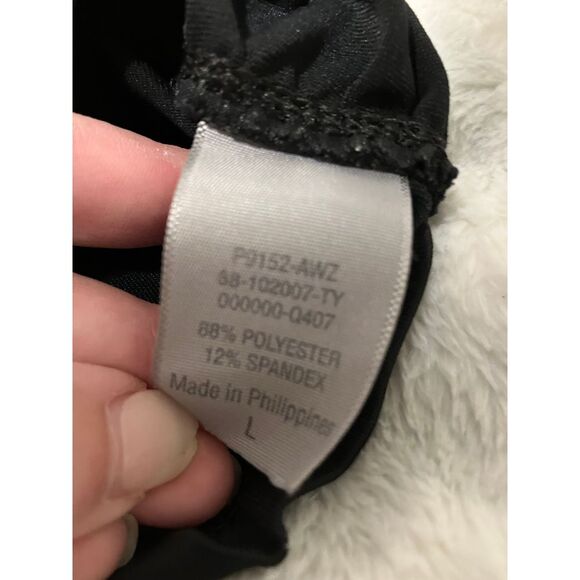 P9152-AWZ
68-102007-TY
000000-Q407
88% POLYESTER
12% SPANDEX
Made in Philippines
L